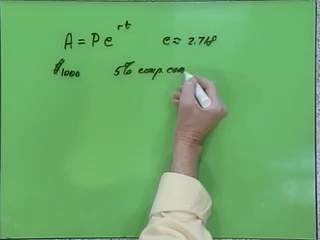 A = Pe^rt e ≈ 2.718
$1000 5% comp. con